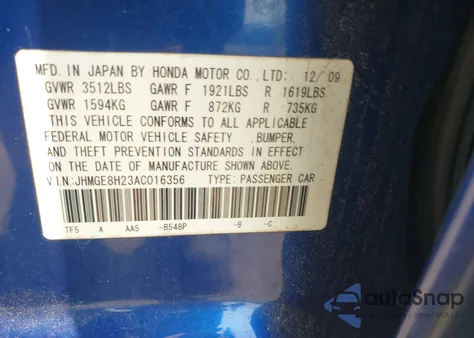 MFD. IN JAPAN BY HONDA MOTOR CO., LTD: 12/09
GVWR 3512LBS GAWR F 1921LBS R 1619LBS
GVWR 1594KG GAWR F 872KG R 735KG
THIS VEHICLE CONFORMS TO ALL APPLICABLE
FEDERAL MOTOR VEHICLE SAFETY , BUMPER,
AND THEFT PREVENTION STANDARDS IN EFFECT
ON THE DATE OF MANUFACTURE SHOWN ABOVE.
V.I.N.: JHMGE8H23AC016356 TYPE: PASSENGER CAR
TF5 A AA5 -B548P -B -C
AutoSnap